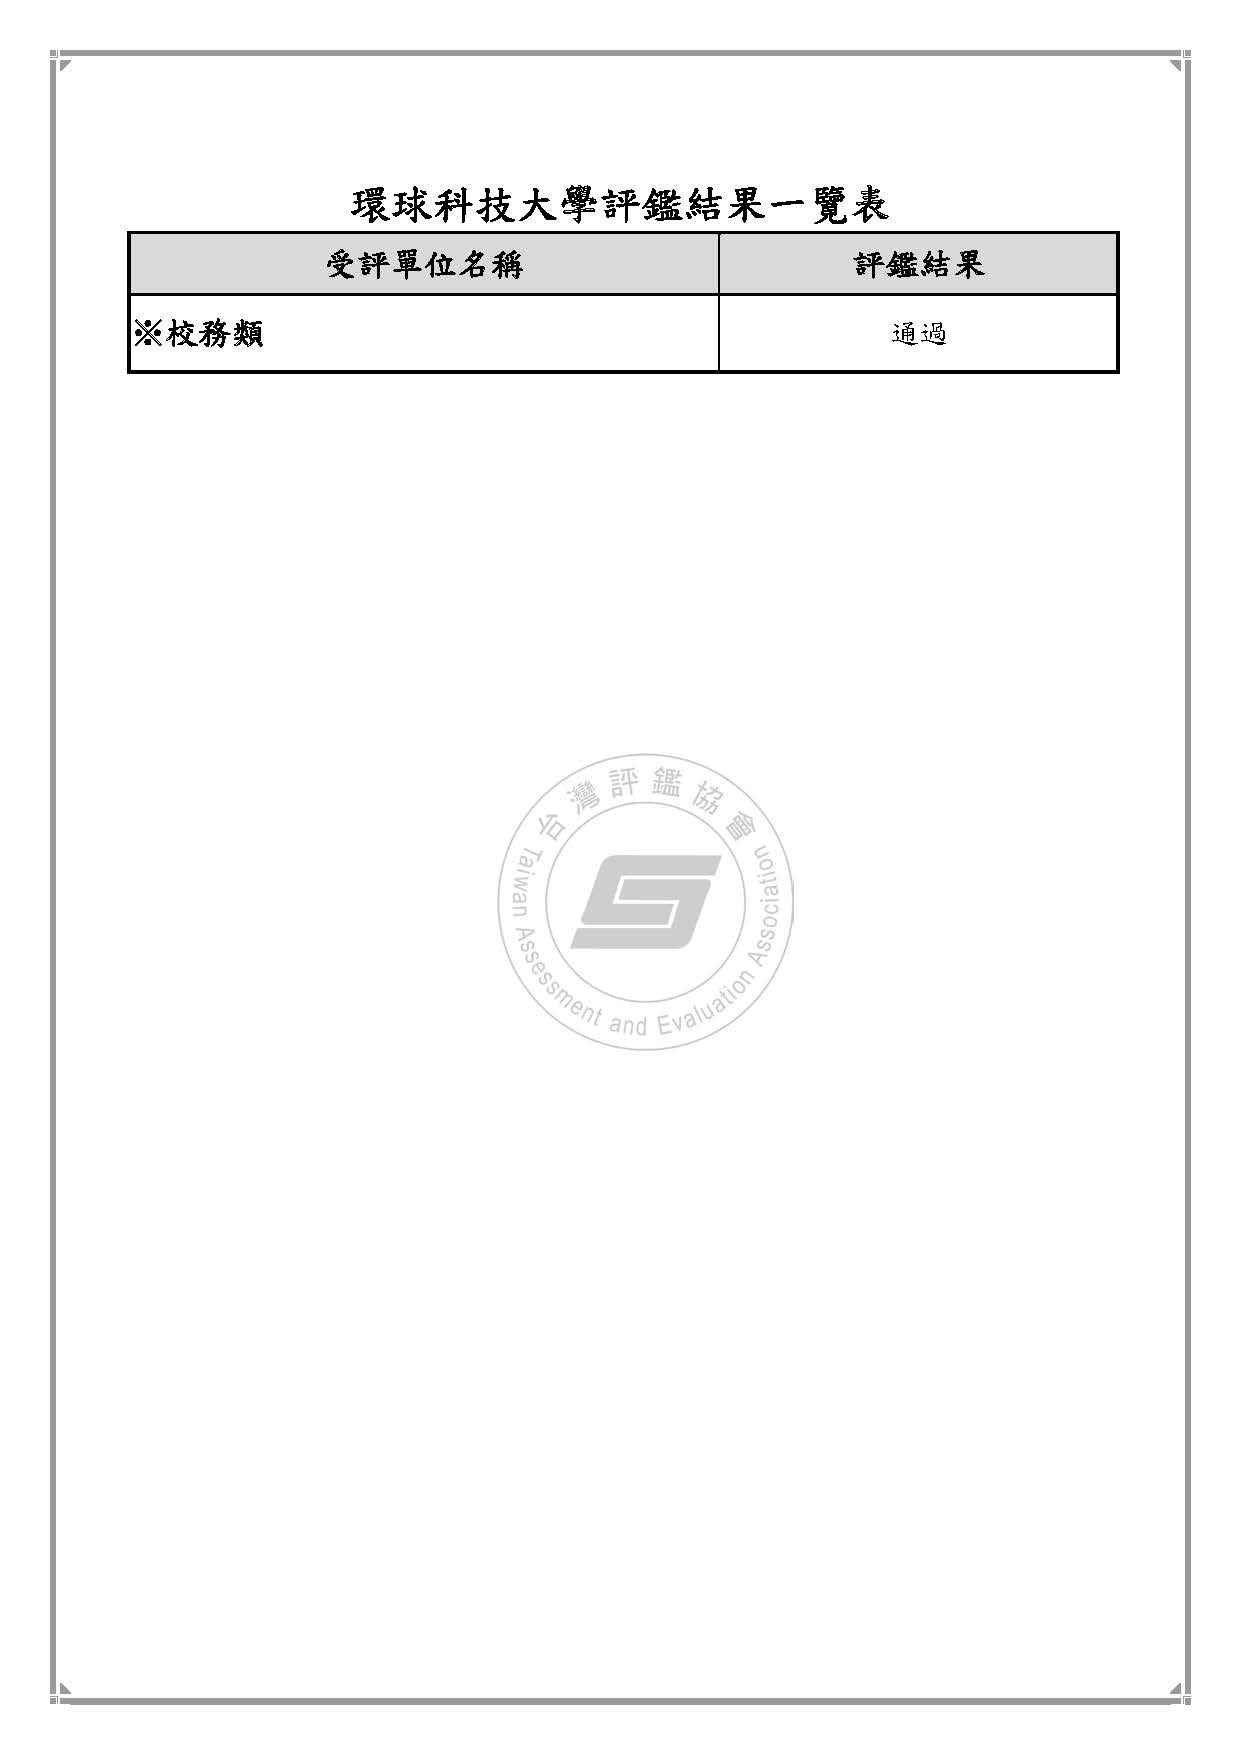 環球科技大學評鑑結果一覽表
受評單位名稱 評鑑結果
※校務類 通過
台灣評鑑協會
Taiwan Assessment and Evaluation Association